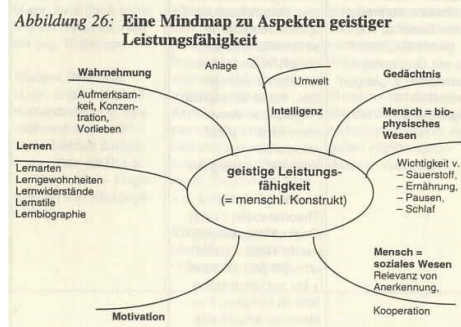 Abbildung 26: Eine Mindmap zu Aspekten geistiger
Leistungsfähigkeit
Anlage
Umwelt
Intelligenz
Wahrnehmung
Aufmerksam-
keit, Konzen-
tration,
Vorlieben
Lernen
Lernarten
Lerngewohnheiten
Lernwiderstände
Lernstile
Lernbiographie
geistige Leistungs-
fähigkeit
(= menschl. Konstrukt)
Gedächtnis
Mensch = bio-
physisches
Wesen
Wichtigkeit v.
– Sauerstoff,
– Ernährung,
– Pausen,
– Schlaf
Mensch =
soziales Wesen
Relevanz von
Anerkennung,
Kooperation
Motivation